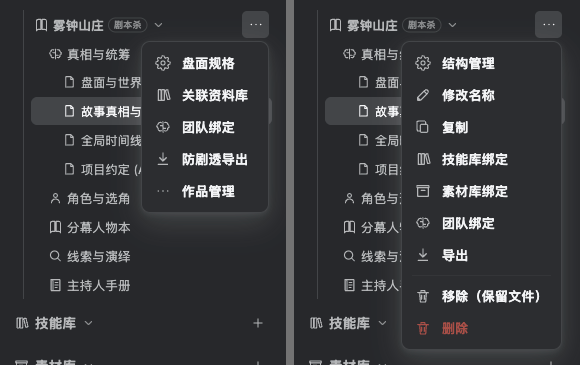 雾钟山庄 剧本杀
真相与统筹
盘面与世界
故事真相与
全局时间线
项目约定 (A
角色与选角
分幕人物本
线索与演绎
主持人手册
技能库
盘面规格
关联资料库
团队绑定
防剧透导出
作品管理
雾钟山庄 剧本杀
真相与统筹
盘面
故事
全局
项目
角色与
分幕人
线索与
主持人
技能库
结构管理
修改名称
复制
技能库绑定
素材库绑定
团队绑定
导出
移除（保留文件）
删除